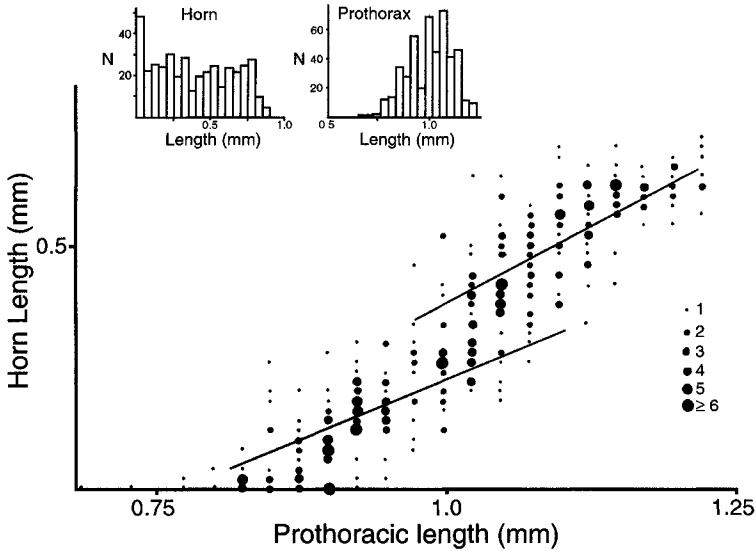 Horn
Prothorax
N
40
20
0.5
1.0
Length (mm)
N
60
40
20
0 5
1.0
Length (mm)
Horn Length (mm)
0.5
1
2
3
4
5
≥ 6
0.75
1.0
1.25
Prothoracic length (mm)